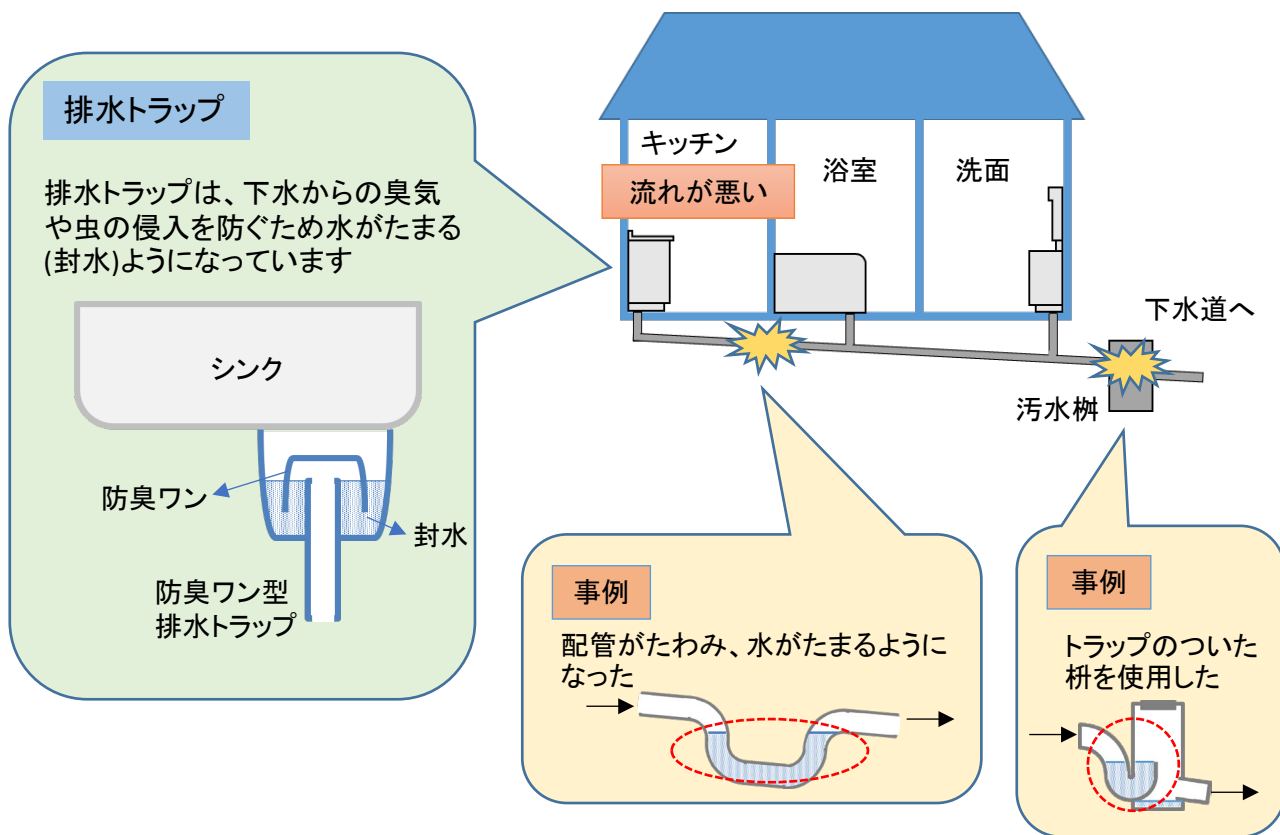 排水トラップ
排水トラップは、下水からの臭気
や虫の侵入を防ぐため水がたまる
(封水)ようになっています
シンク
防臭ワン
封水
防臭ワン型
排水トラップ
キッチン
流れが悪い
浴室
洗面
下水道へ
汚水桝
事例
配管がたわみ、水がたまるように
なった
事例
トラップのついた
枡を使用した